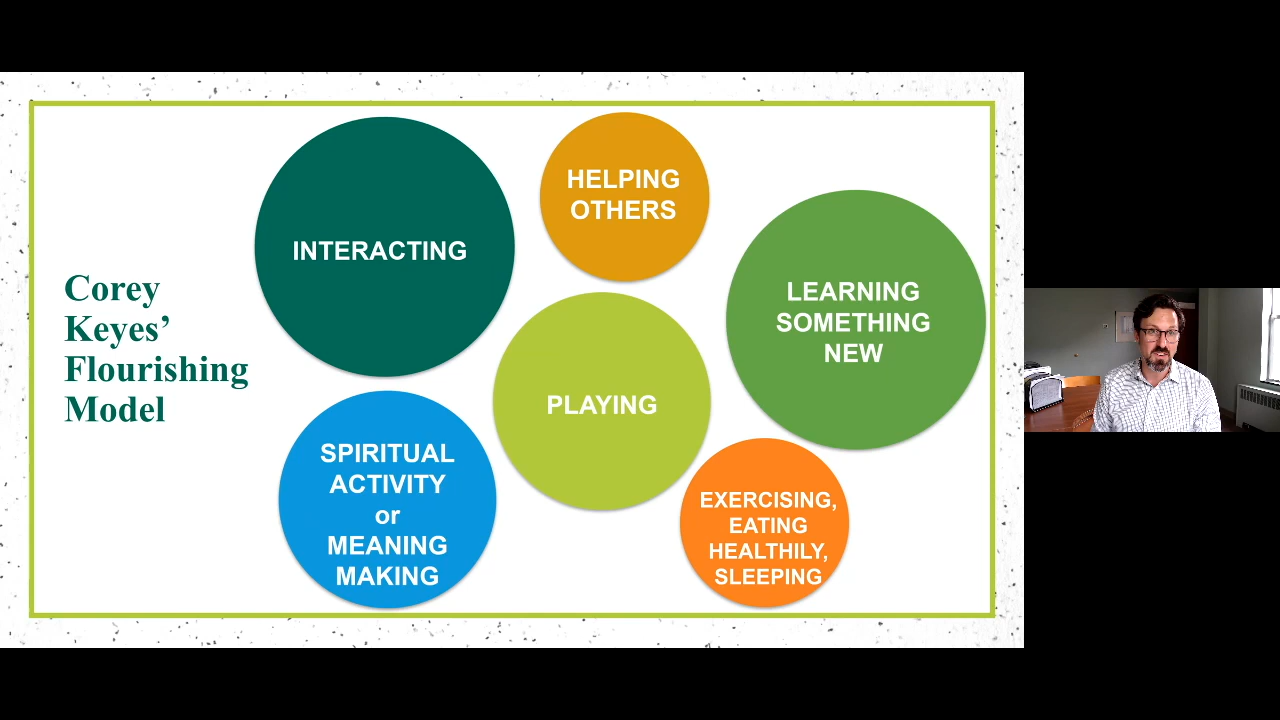 Corey
Keyes’
Flourishing
Model
INTERACTING
HELPING
OTHERS
LEARNING
SOMETHING
NEW
PLAYING
SPIRITUAL
ACTIVITY
or
MEANING
MAKING
EXERCISING,
EATING
HEALTHILY,
SLEEPING